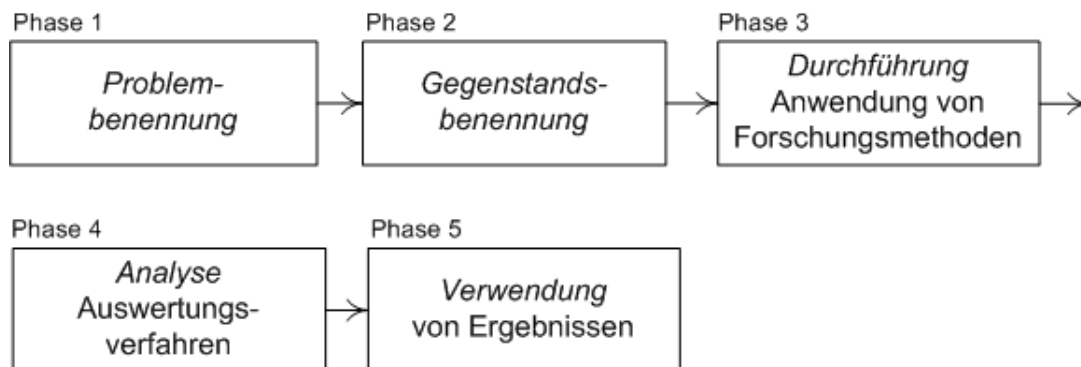 Phase 1
Problem-
benennung
Phase 2
Gegenstands-
benennung
Phase 3
Durchführung
Anwendung von
Forschungsmethoden
Phase 4
Analyse
Auswertungs-
verfahren
Phase 5
Verwendung
von Ergebnissen